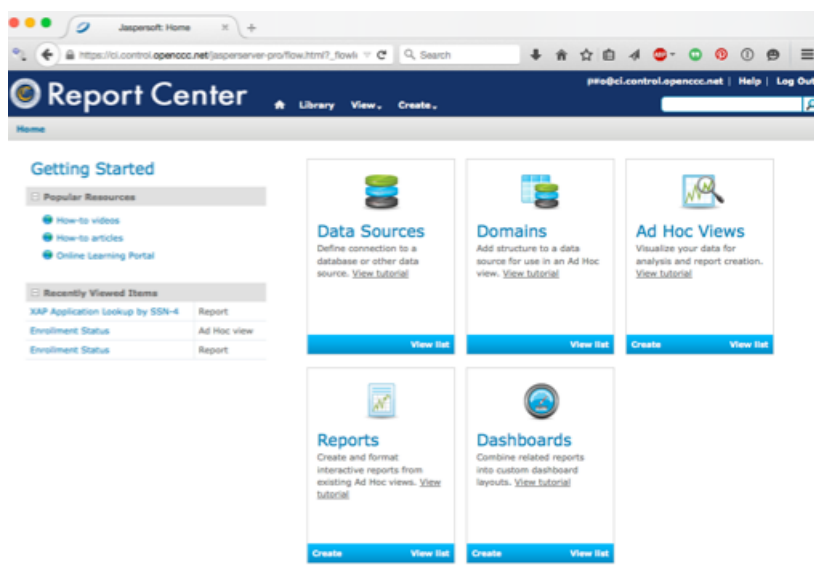 Jaspersoft: Home
https://ci.control.openccc.net/jasperserver-pro/flow.html?_flowId
Search
Report Center
Library View Create
@ci.control.openccc.net | Help | Log Out
Home
Getting Started
Popular Resources
How-to videos
How-to articles
Online Learning Portal
Recently Viewed Items
XAP Application Lookup by SSN-4 Report
Enrollment Status Ad Hoc view
Enrollment Status Report
Data Sources
Define connection to a
database or other data
source. View tutorial
View list
Domains
Add structure to a data
source for use in an Ad Hoc
view. View tutorial
View list
Ad Hoc Views
Visualize your data for
analysis and report creation.
View tutorial
Create View list
Reports
Create and format
interactive reports from
existing Ad Hoc views. View
tutorial
Create View list
Dashboards
Combine related reports
into custom dashboard
layouts. View tutorial
Create View list